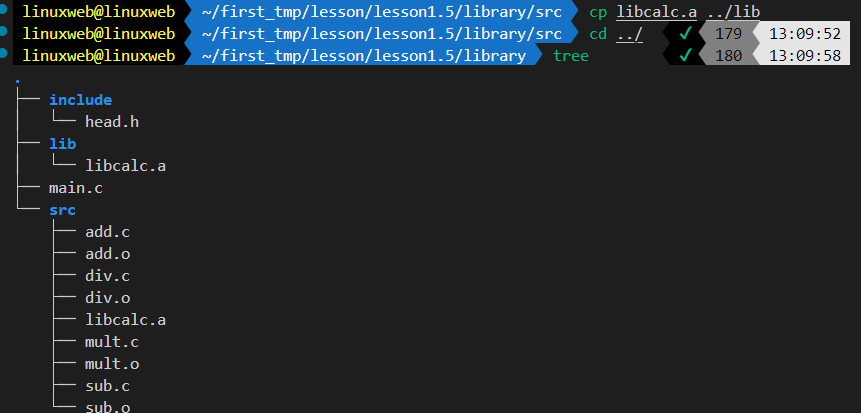 linuxweb@linuxweb ~/first_tmp/lesson/lesson1.5/library/src cp libcalc.a ../lib
linuxweb@linuxweb ~/first_tmp/lesson/lesson1.5/library/src cd ../ ✓ 179 13:09:52
linuxweb@linuxweb ~/first_tmp/lesson/lesson1.5/library tree ✓ 180 13:09:58
.
├── include
│   └── head.h
├── lib
│   └── libcalc.a
├── main.c
└── src
    ├── add.c
    ├── add.o
    ├── div.c
    ├── div.o
    ├── libcalc.a
    ├── mult.c
    ├── mult.o
    ├── sub.c
    └── sub.o